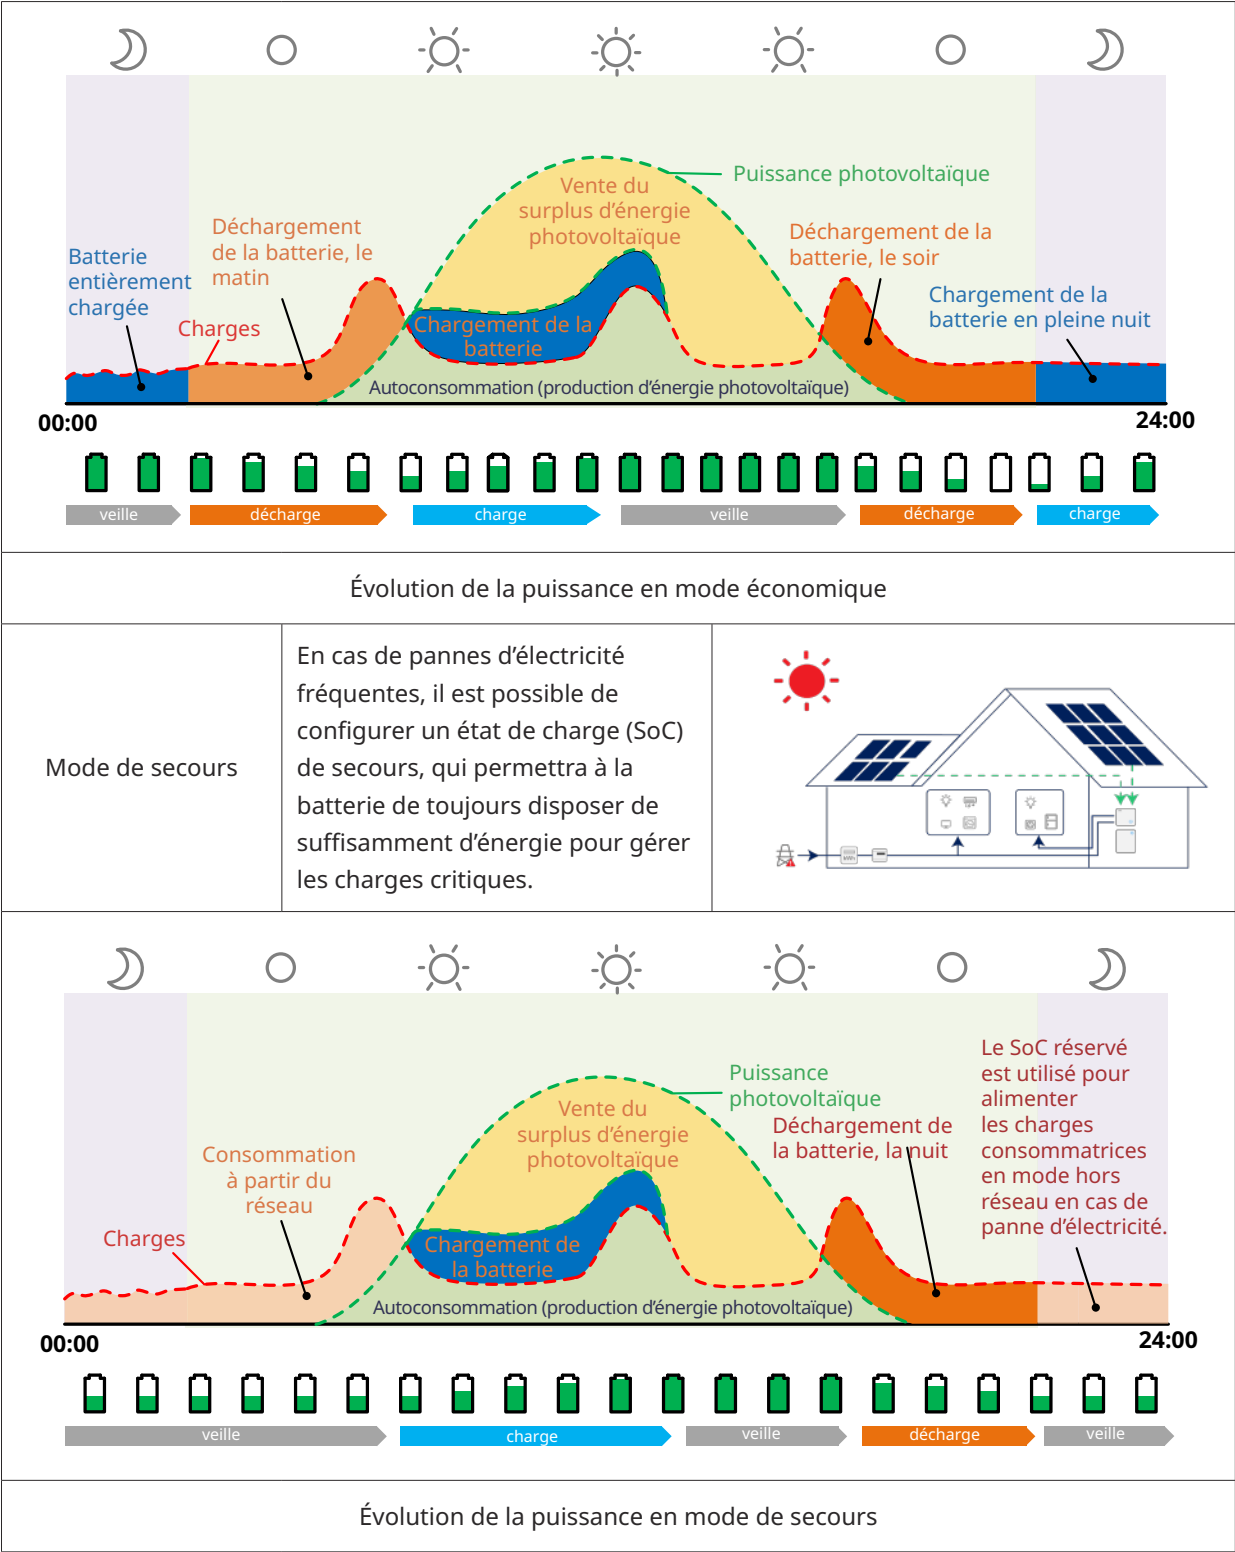 Puissance photovoltaïque
Vente du
surplus d’énergie
photovoltaïque
Déchargement
de la batterie, le
matin
Déchargement de la
batterie, le soir
Batterie
entièrement
chargée
Chargement de la
batterie en pleine nuit
Charges
Chargement de la
batterie
Autoconsommation (production d’énergie photovoltaïque)
00:00
24:00
veille
décharge
charge
veille
décharge
charge
Évolution de la puissance en mode économique
Mode de secours
En cas de pannes d’électricité
fréquentes, il est possible de
configurer un état de charge (SoC)
de secours, qui permettra à la
batterie de toujours disposer de
suffisamment d’énergie pour gérer
les charges critiques.
Le SoC réservé
est utilisé pour
alimenter
les charges
consommatrices
en mode hors
réseau en cas de
panne d’électricité.
Puissance
photovoltaïque
Vente du
surplus d’énergie
photovoltaïque
Déchargement de
la batterie, la nuit
Consommation
à partir du
réseau
Charges
Chargement de
la batterie
Autoconsommation (production d’énergie photovoltaïque)
00:00
24:00
veille
charge
veille
décharge
veille
Évolution de la puissance en mode de secours